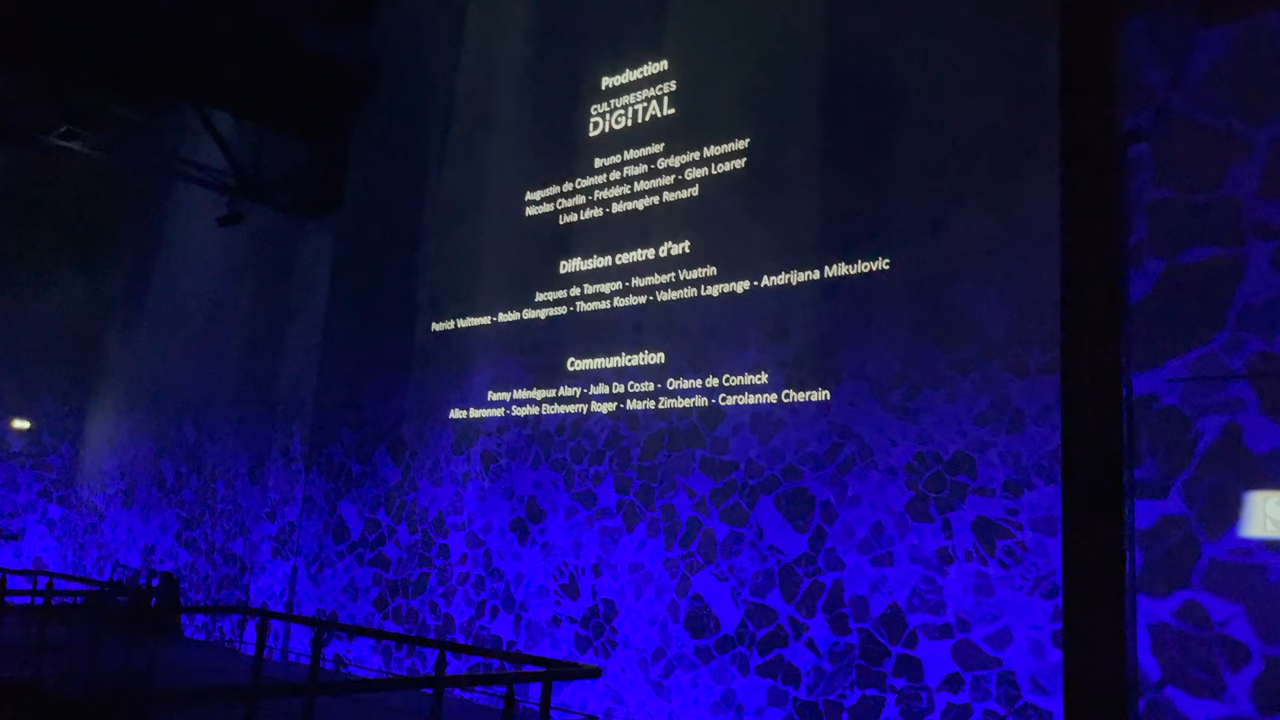 Production
CULTURESPACES
DIGITAL
Bruno Monnier
Augustin de Cointet de Filain - Grégoire Monnier
Nicolas Charlin - Frédéric Monnier - Glen Loarer
Livia Lérès - Bérangère Renard
Diffusion centre d'art
Jacques de Tarragon - Humbert Vuatrin
Patrick Vuittenez - Robin Giangrasso - Thomas Koslow - Valentin Lagrange - Andrijana Mikulovic
Communication
Fanny Ménégaux Alary - Julia Da Costa - Oriane de Coninck
Alice Baronnet - Sophie Etcheverry Roger - Marie Zimberlin - Carolanne Cherain